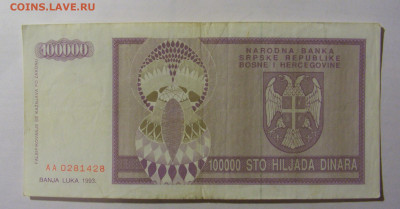 COINS.LAVE.RU
100000
NARODNA BANKA
SRPSKE REPUBLIKE
BOSNE I HERCEGOVINE
AA 0281428
100000 STO HILJADA DINARA
BANJA LUKA 1993